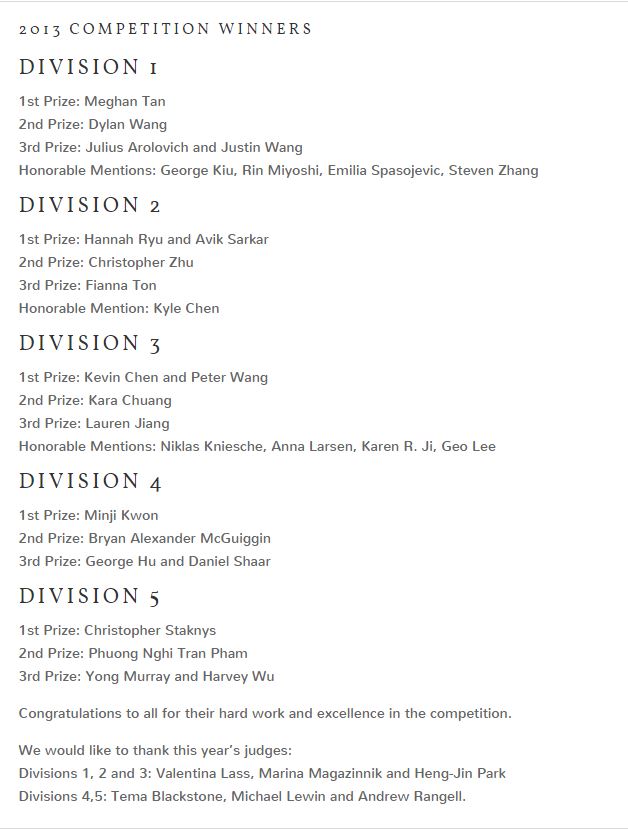 2013 COMPETITION WINNERS
DIVISION 1
1st Prize: Meghan Tan
2nd Prize: Dylan Wang
3rd Prize: Julius Arolovich and Justin Wang
Honorable Mentions: George Kiu, Rin Miyoshi, Emilia Spasojevic, Steven Zhang
DIVISION 2
1st Prize: Hannah Ryu and Avik Sarkar
2nd Prize: Christopher Zhu
3rd Prize: Fianna Ton
Honorable Mention: Kyle Chen
DIVISION 3
1st Prize: Kevin Chen and Peter Wang
2nd Prize: Kara Chuang
3rd Prize: Lauren Jiang
Honorable Mentions: Niklas Kniesche, Anna Larsen, Karen R. Ji, Geo Lee
DIVISION 4
1st Prize: Minji Kwon
2nd Prize: Bryan Alexander McGuiggin
3rd Prize: George Hu and Daniel Shaar
DIVISION 5
1st Prize: Christopher Staknys
2nd Prize: Phuong Nghi Tran Pham
3rd Prize: Yong Murray and Harvey Wu
Congratulations to all for their hard work and excellence in the competition.
We would like to thank this year's judges:
Divisions 1, 2 and 3: Valentina Lass, Marina Magazinnik and Heng-Jin Park
Divisions 4,5: Tema Blackstone, Michael Lewin and Andrew Rangell.